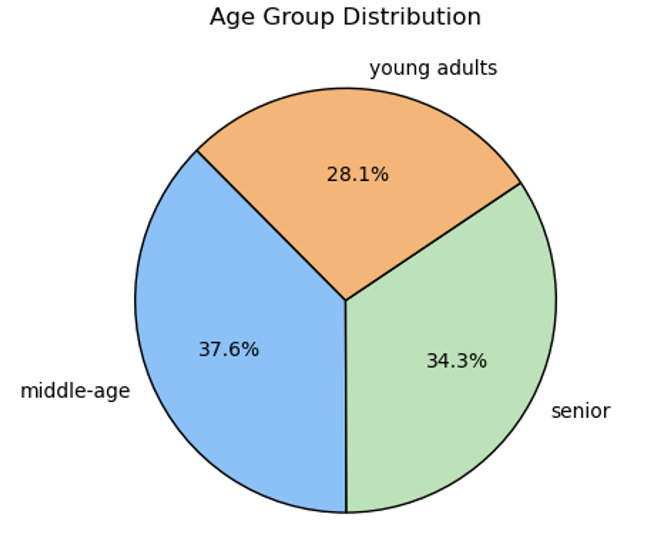 Age Group Distribution
young adults
28.1%
37.6%
34.3%
middle-age
senior